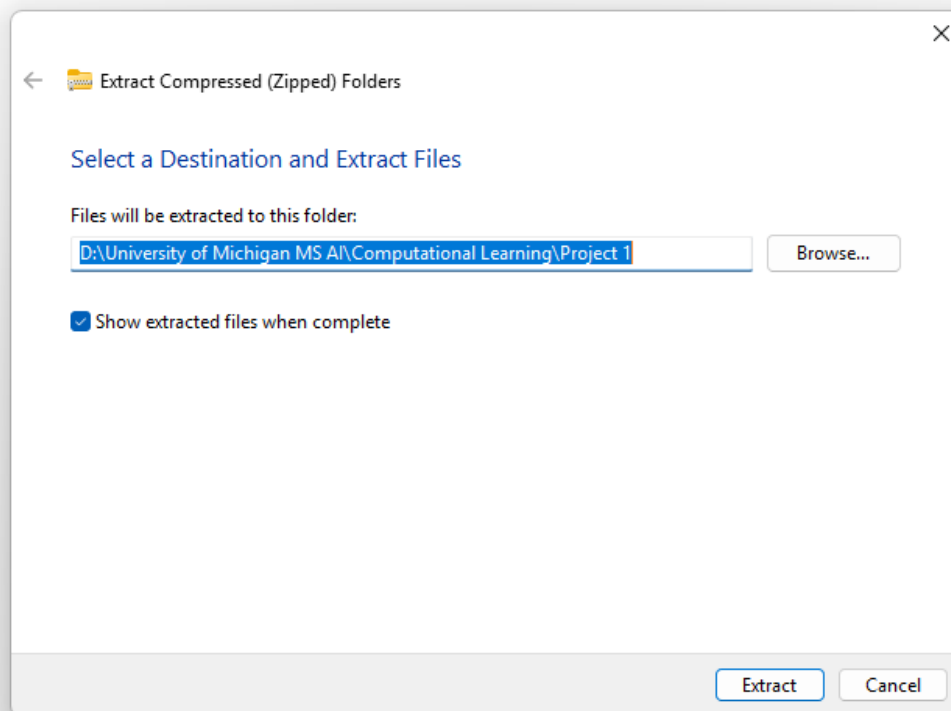 Extract Compressed (Zipped) Folders
Select a Destination and Extract Files
Files will be extracted to this folder:
D:\University of Michigan MS AI\Computational Learning\Project 1
Browse...
Show extracted files when complete
Extract
Cancel